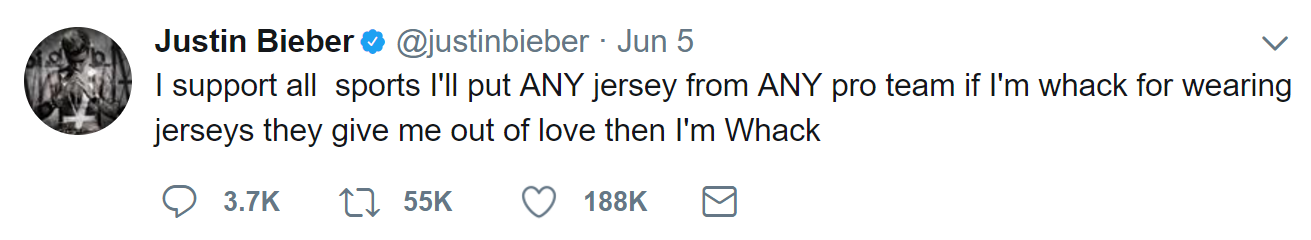 Justin Bieber @justinbieber · Jun 5
I support all  sports I'll put ANY jersey from ANY pro team if I'm whack for wearing
jerseys they give me out of love then I'm Whack
3.7K 55K 188K